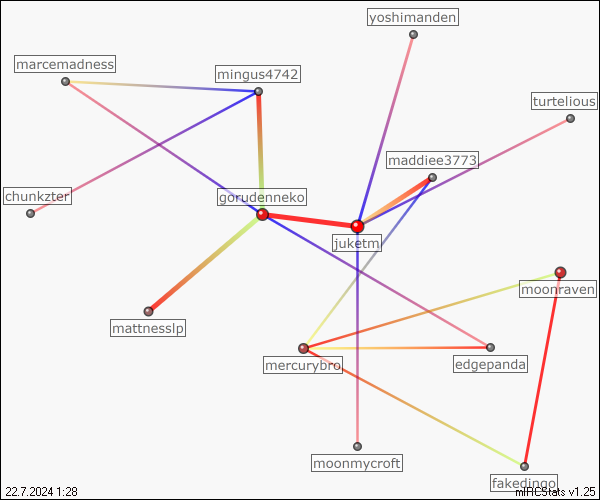 yoshimanden
marcemadness
mingus4742
turtelious
maddiee3773
chunkzter
gorudenneko
juketm
moonraven
mattnesslp
mercurybro
edgepanda
moonmycroft
fakedingo
22.7.2024 1:28
mIRCStats v1.25